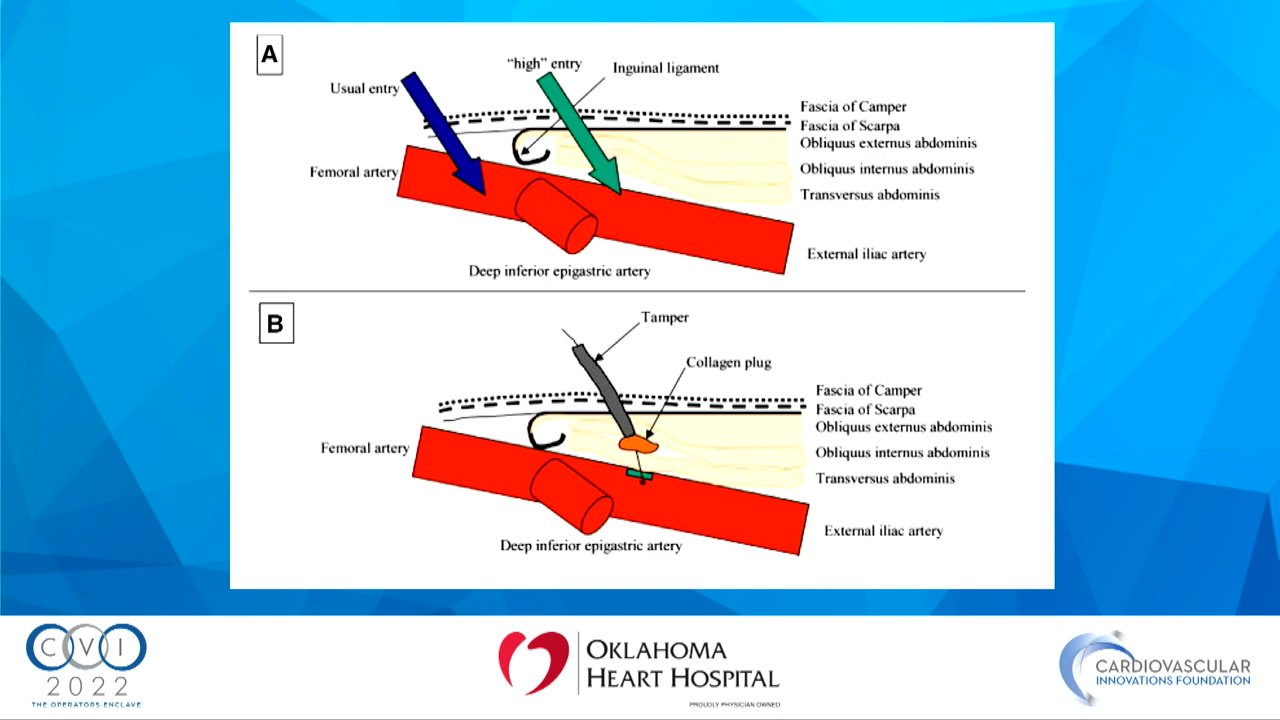 A
"high" entry
Inguinal ligament
Usual entry
Fascia of Camper
Fascia of Scarpa
Obliquus externus abdominis
Femoral artery
Obliquus internus abdominis
Transversus abdominis
External iliac artery
Deep inferior epigastric artery
B
Tamper
Collagen plug
Fascia of Camper
Fascia of Scarpa
Obliquus externus abdominis
Femoral artery
Obliquus internus abdominis
Transversus abdominis
External iliac artery
Deep inferior epigastric artery
CVI
2022
THE OPERATORS ENCLAVE
OKLAHOMA
HEART HOSPITAL
PROUDLY PHYSICIAN OWNED
CARDIOVASCULAR
INNOVATIONS FOUNDATION